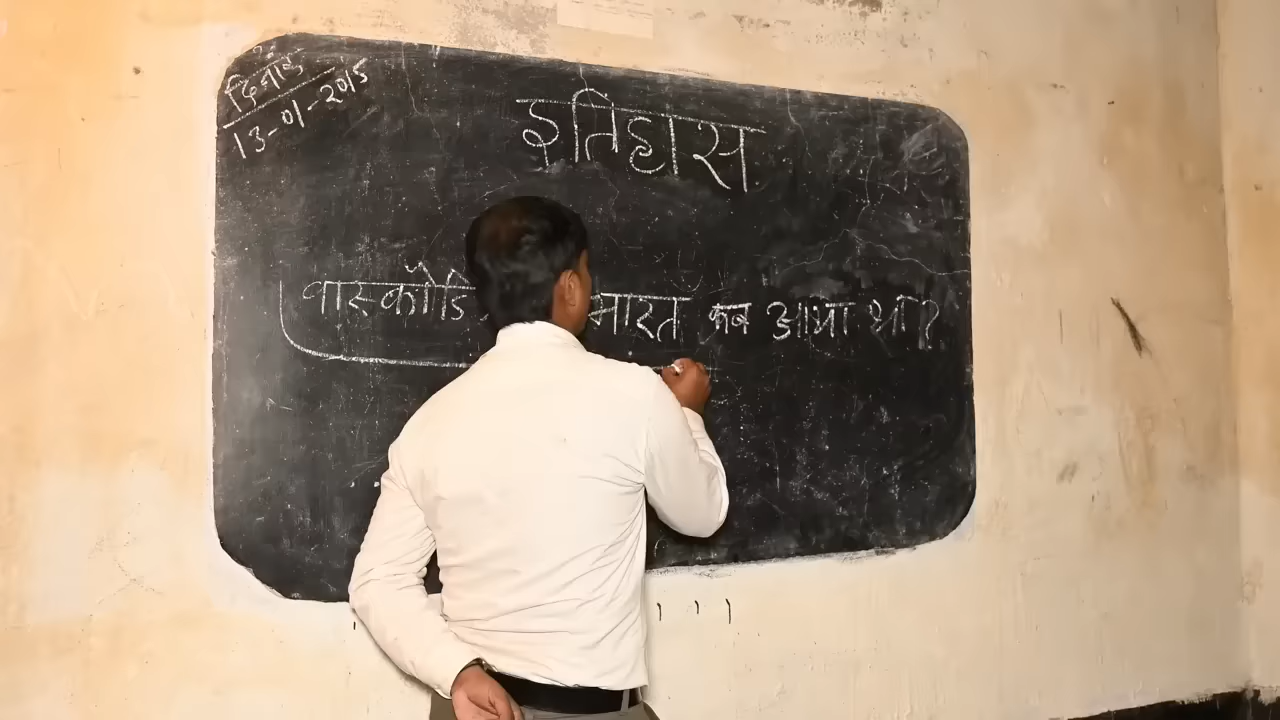 दिनांक
13-01-2015
इतिहास
वास्कोडि भारत कब आया था?